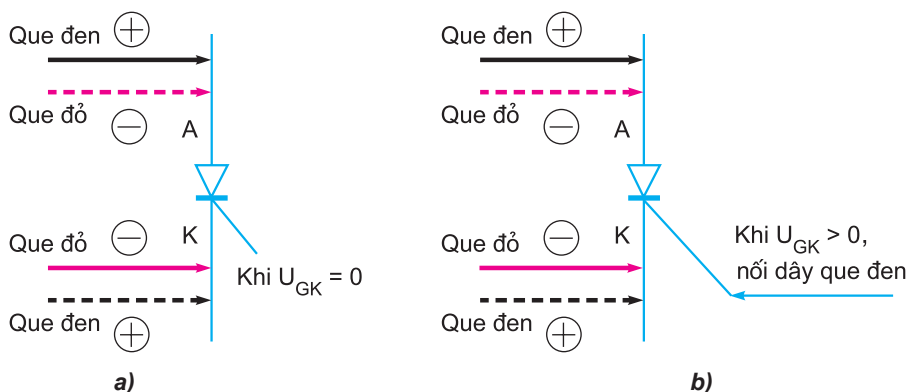 Que đen +
Que đỏ −
A
K
Que đỏ −
Khi U_GK = 0
Que đen +
a)
Que đen +
Que đỏ −
A
K
Khi U_GK > 0,
nối dây que đen
Que đỏ −
Que đen +
b)